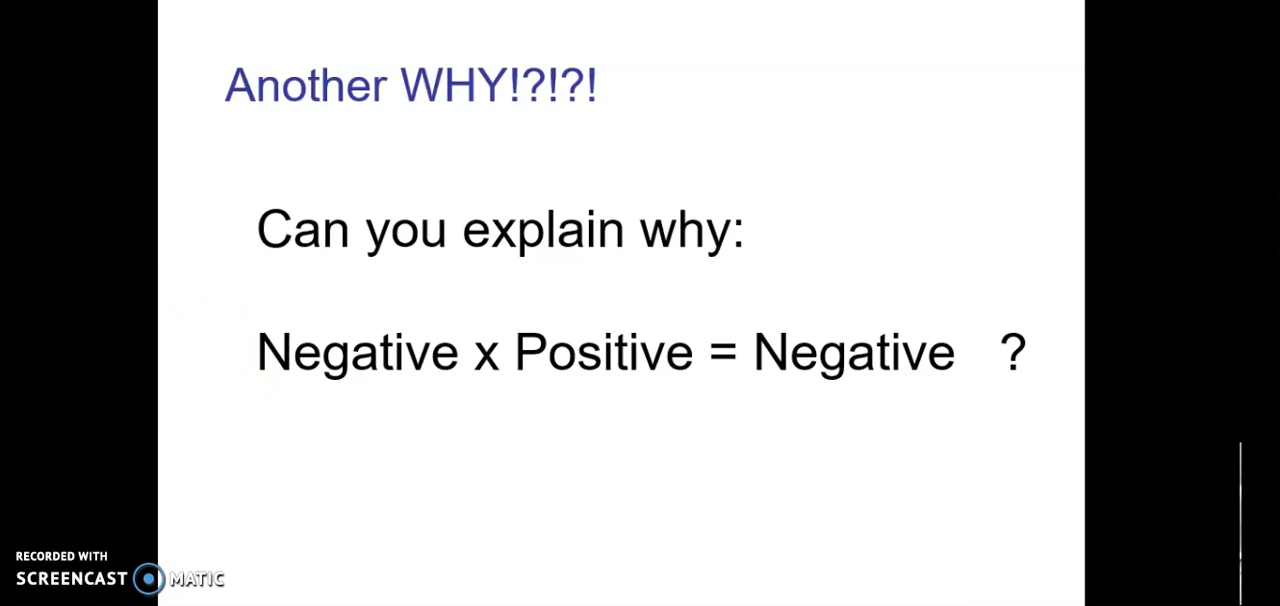 Another WHY!?!?!
Can you explain why:
Negative x Positive = Negative ?
RECORDED WITH
SCREENCAST MATIC